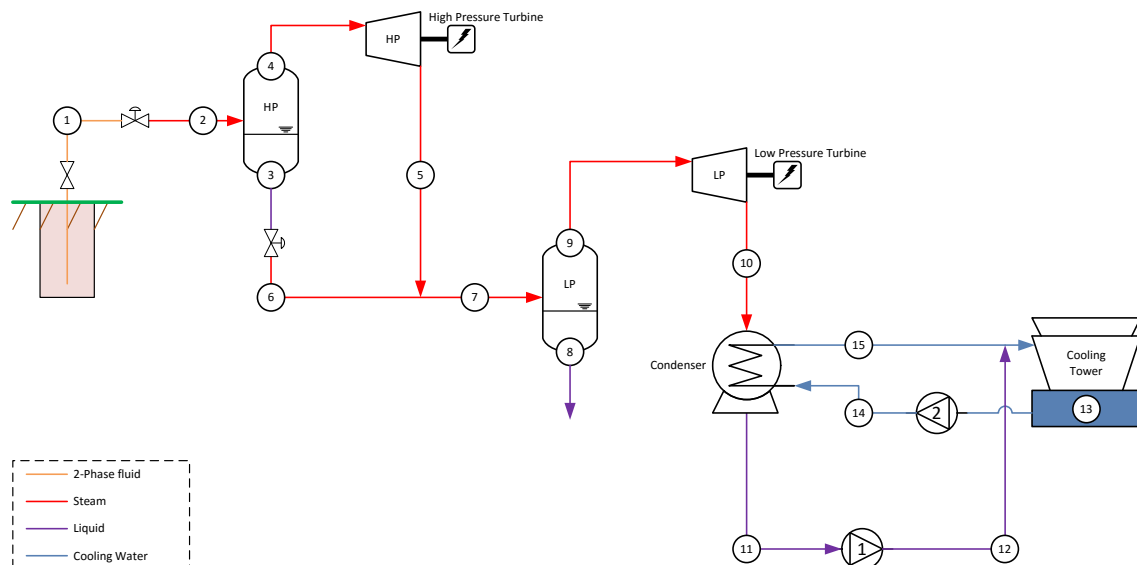 High Pressure Turbine
HP
4
HP
1
2
3
5
Low Pressure Turbine
LP
9
10
LP
6
7
8
Condenser
15
Cooling
Tower
14
2
13
11
1
12
2-Phase fluid
Steam
Liquid
Cooling Water